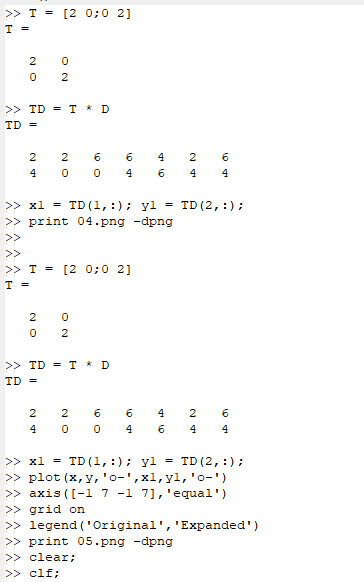 >> T = [2 0;0 2]
T =
2 0
0 2
>> TD = T * D
TD =
2 2 6 6 4 2 6
4 0 0 4 6 4 4
>> x1 = TD(1,:); y1 = TD(2,:);
>> print 04.png -dpng
>>
>>
>> T = [2 0;0 2]
T =
2 0
0 2
>> TD = T * D
TD =
2 2 6 6 4 2 6
4 0 0 4 6 4 4
>> x1 = TD(1,:); y1 = TD(2,:);
>> plot(x,y,'o-',x1,y1,'o-')
>> axis([-1 7 -1 7],'equal')
>> grid on
>> legend('Original','Expanded')
>> print 05.png -dpng
>> clear;
>> clf;